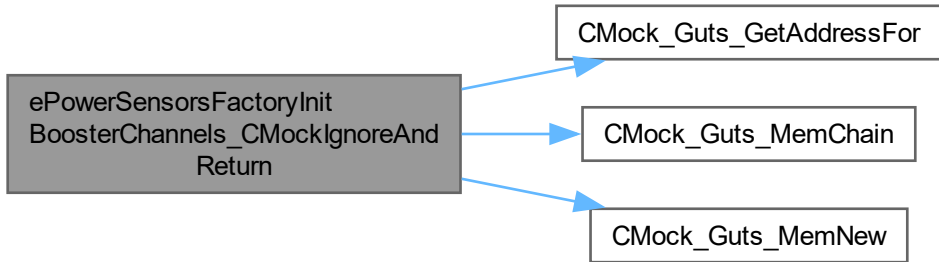 ePowerSensorsFactoryInit
BoosterChannels_CMockIgnoreAnd
Return
CMock_Guts_GetAddressFor
CMock_Guts_MemChain
CMock_Guts_MemNew